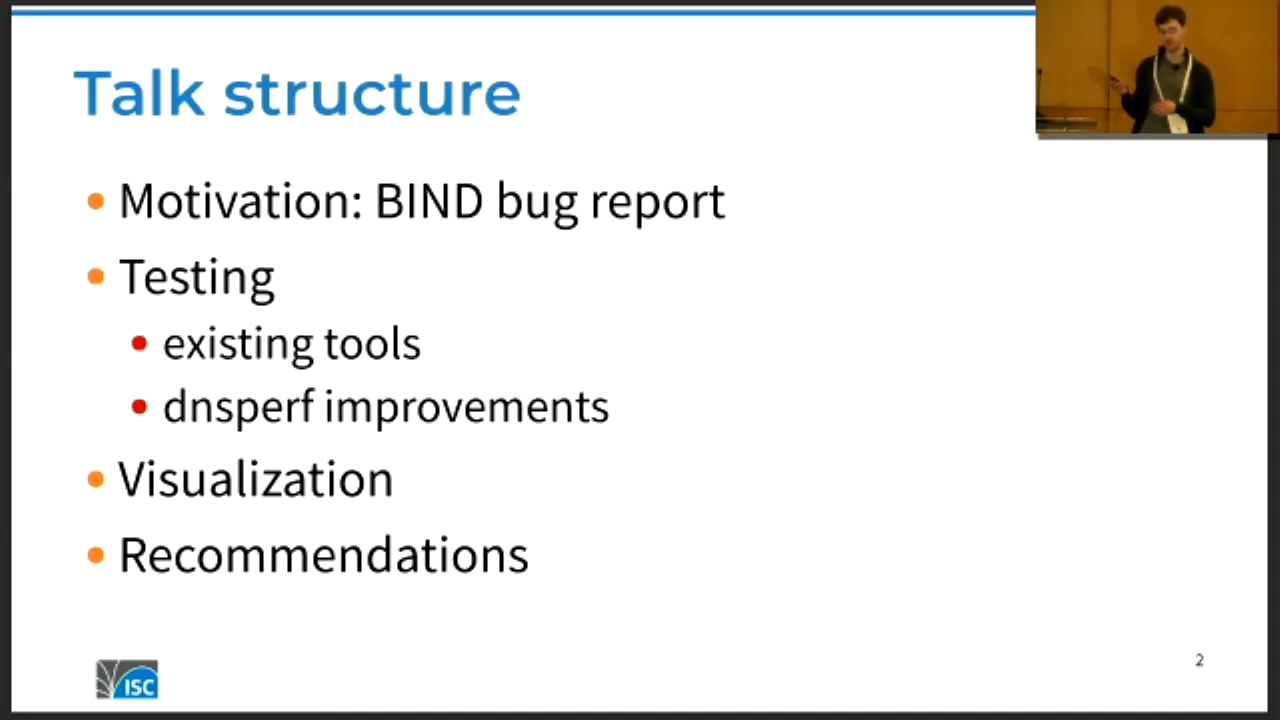 Talk structure
Motivation: BIND bug report
Testing
existing tools
dnsperf improvements
Visualization
Recommendations
ISC
2